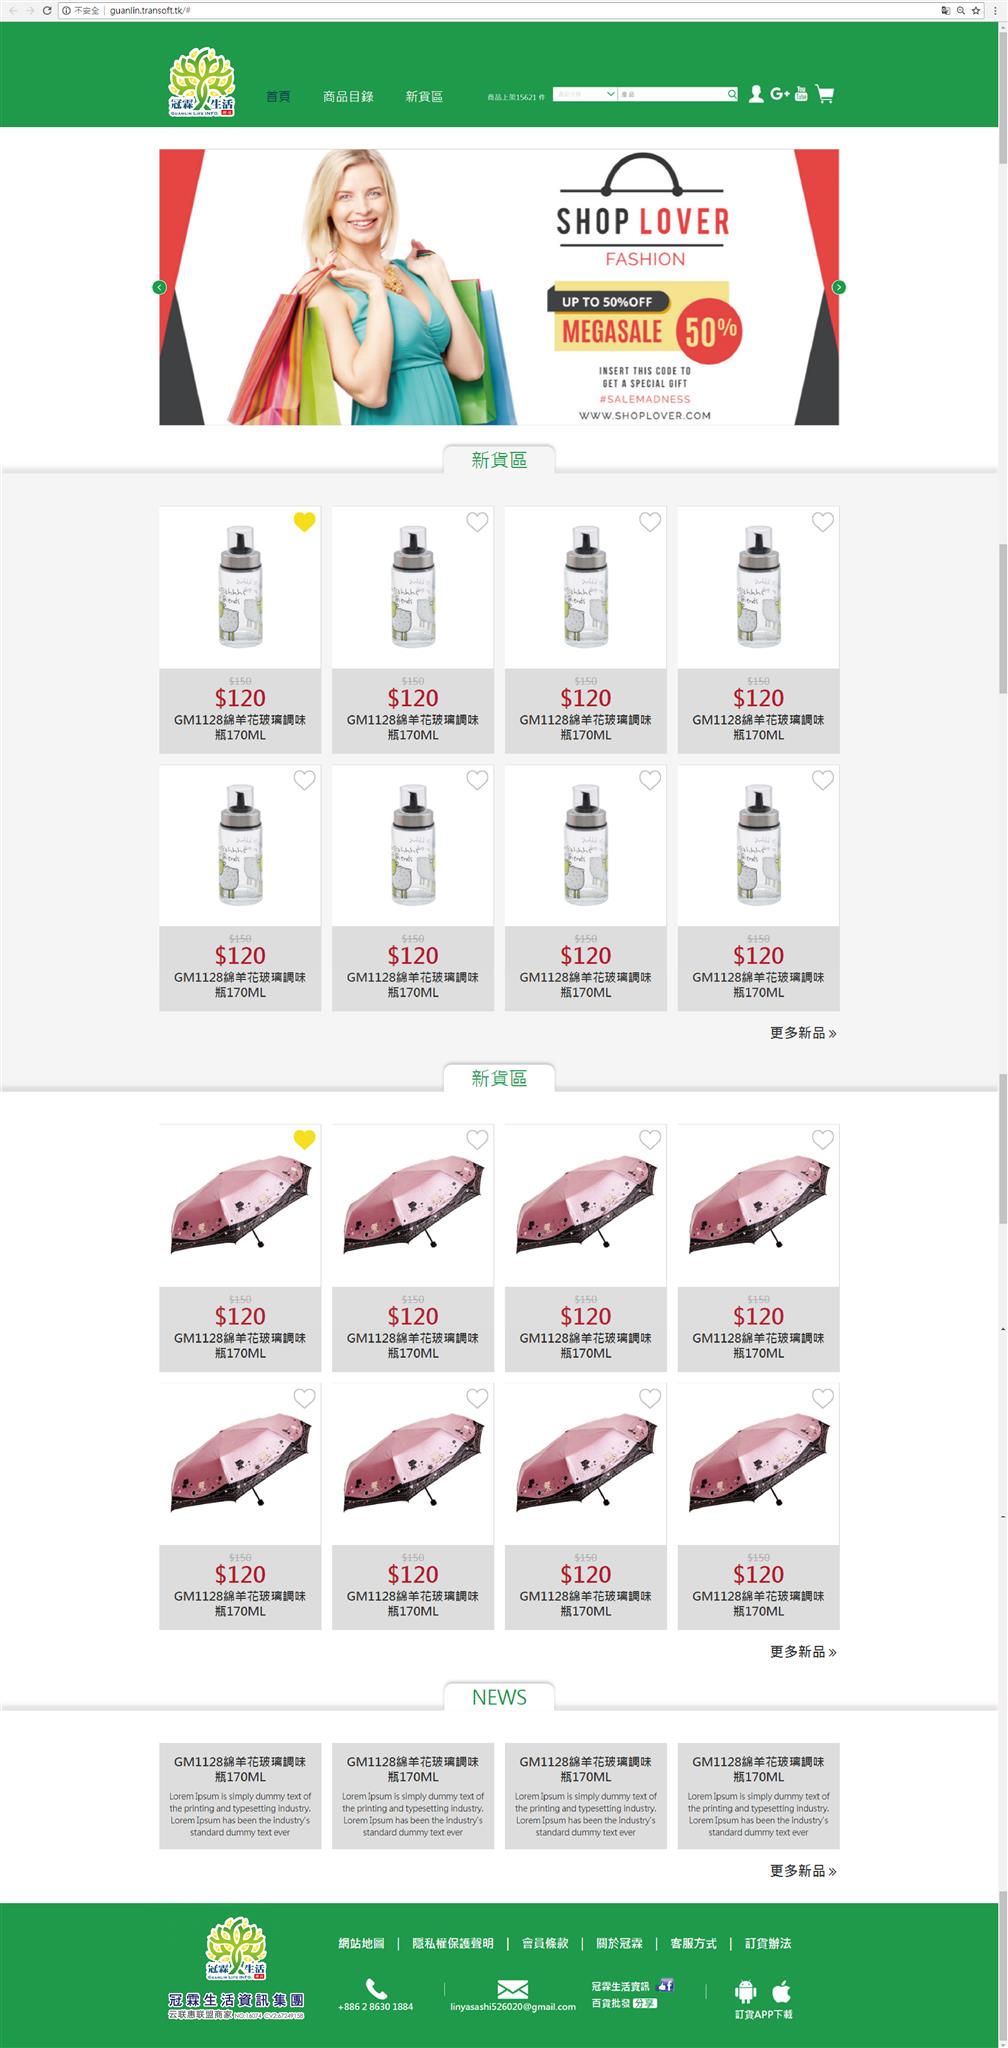 不安全 | guanlin.transoft.tk/#
冠霖生活
GUANLIN LIFE INFO.
首頁
商品目錄
新貨區
商品上架15621 件
產品
G+
You
Tube
SHOP LOVER
FASHION
UP TO 50%OFF
MEGASALE
50%
INSERT THIS CODE TO
GET A SPECIAL GIFT
#SALEMADNESS
WWW.SHOPLOVER.COM
新貨區
$150 $150 $150 $150
$120 $120 $120 $120
GM1128綿羊花玻璃調味 GM1128綿羊花玻璃調味 GM1128綿羊花玻璃調味 GM1128綿羊花玻璃調味
瓶170ML 瓶170ML 瓶170ML 瓶170ML
$150 $150 $150 $150
$120 $120 $120 $120
GM1128綿羊花玻璃調味 GM1128綿羊花玻璃調味 GM1128綿羊花玻璃調味 GM1128綿羊花玻璃調味
瓶170ML 瓶170ML 瓶170ML 瓶170ML
更多新品 »
新貨區
$150 $150 $150 $150
$120 $120 $120 $120
GM1128綿羊花玻璃調味 GM1128綿羊花玻璃調味 GM1128綿羊花玻璃調味 GM1128綿羊花玻璃調味
瓶170ML 瓶170ML 瓶170ML 瓶170ML
$150 $150 $150 $150
$120 $120 $120 $120
GM1128綿羊花玻璃調味 GM1128綿羊花玻璃調味 GM1128綿羊花玻璃調味 GM1128綿羊花玻璃調味
瓶170ML 瓶170ML 瓶170ML 瓶170ML
更多新品 »
NEWS
GM1128綿羊花玻璃調味
瓶170ML
Lorem Ipsum is simply dummy text of
the printing and typesetting industry.
Lorem Ipsum has been the industry's
standard dummy text ever
GM1128綿羊花玻璃調味
瓶170ML
Lorem Ipsum is simply dummy text of
the printing and typesetting industry.
Lorem Ipsum has been the industry's
standard dummy text ever
GM1128綿羊花玻璃調味
瓶170ML
Lorem Ipsum is simply dummy text of
the printing and typesetting industry.
Lorem Ipsum has been the industry's
standard dummy text ever
GM1128綿羊花玻璃調味
瓶170ML
Lorem Ipsum is simply dummy text of
the printing and typesetting industry.
Lorem Ipsum has been the industry's
standard dummy text ever
更多新品 »
冠霖生活
GUANLIN LIFE INFO.
冠霖生活資訊集團
云联惠联盟商家 NO:16074 CV2:67249158
網站地圖 | 隱私權保護聲明 | 會員條款 | 關於冠霖 | 客服方式 | 訂貨辦法
+886 2 8630 1884
linyasashi526020@gmail.com
冠霖生活資訊
百貨批發 分享
訂貨APP下載